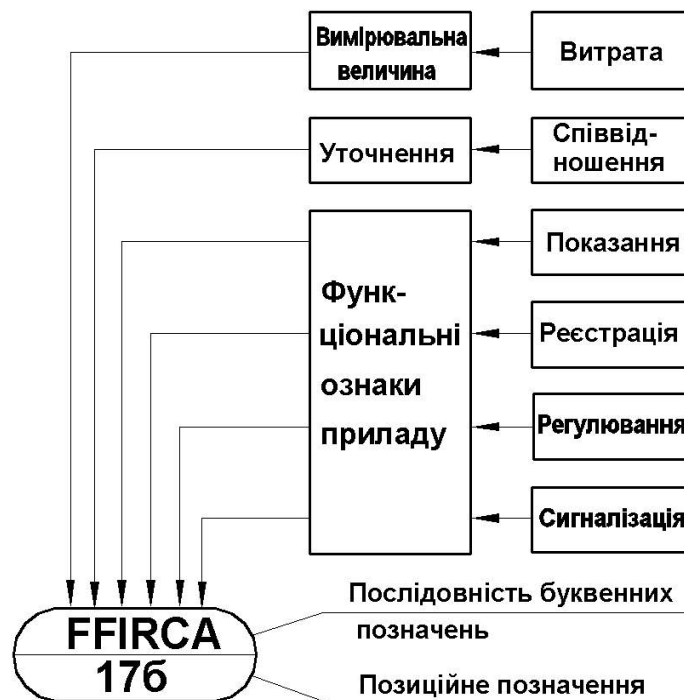 Вимірювальна
величина
Витрата
Уточнення
Співвід-
ношення
Функ-
ціональні
ознаки
приладу
Показання
Реєстрація
Регулювання
Сигналізація
FFIRCA
17б
Послідовність буквенних
позначень
Позиційне позначення